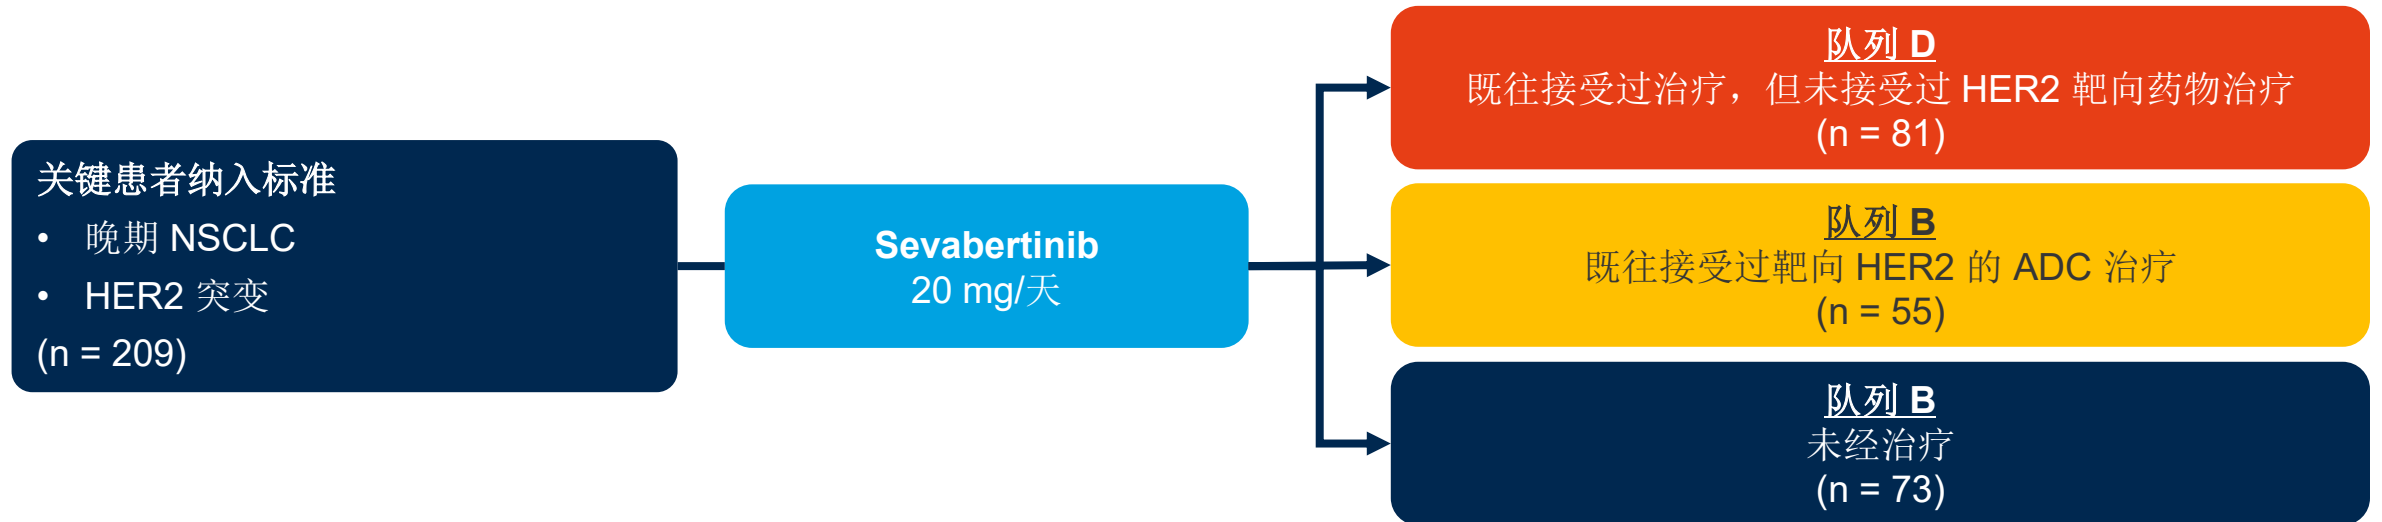 关键患者纳入标准
• 晚期 NSCLC
• HER2 突变
(n = 209)
Sevabertinib
20 mg/天
队列 D
既往接受过治疗，但未接受过 HER2 靶向药物治疗
(n = 81)
队列 B
既往接受过靶向 HER2 的 ADC 治疗
(n = 55)
队列 B
未经治疗
(n = 73)